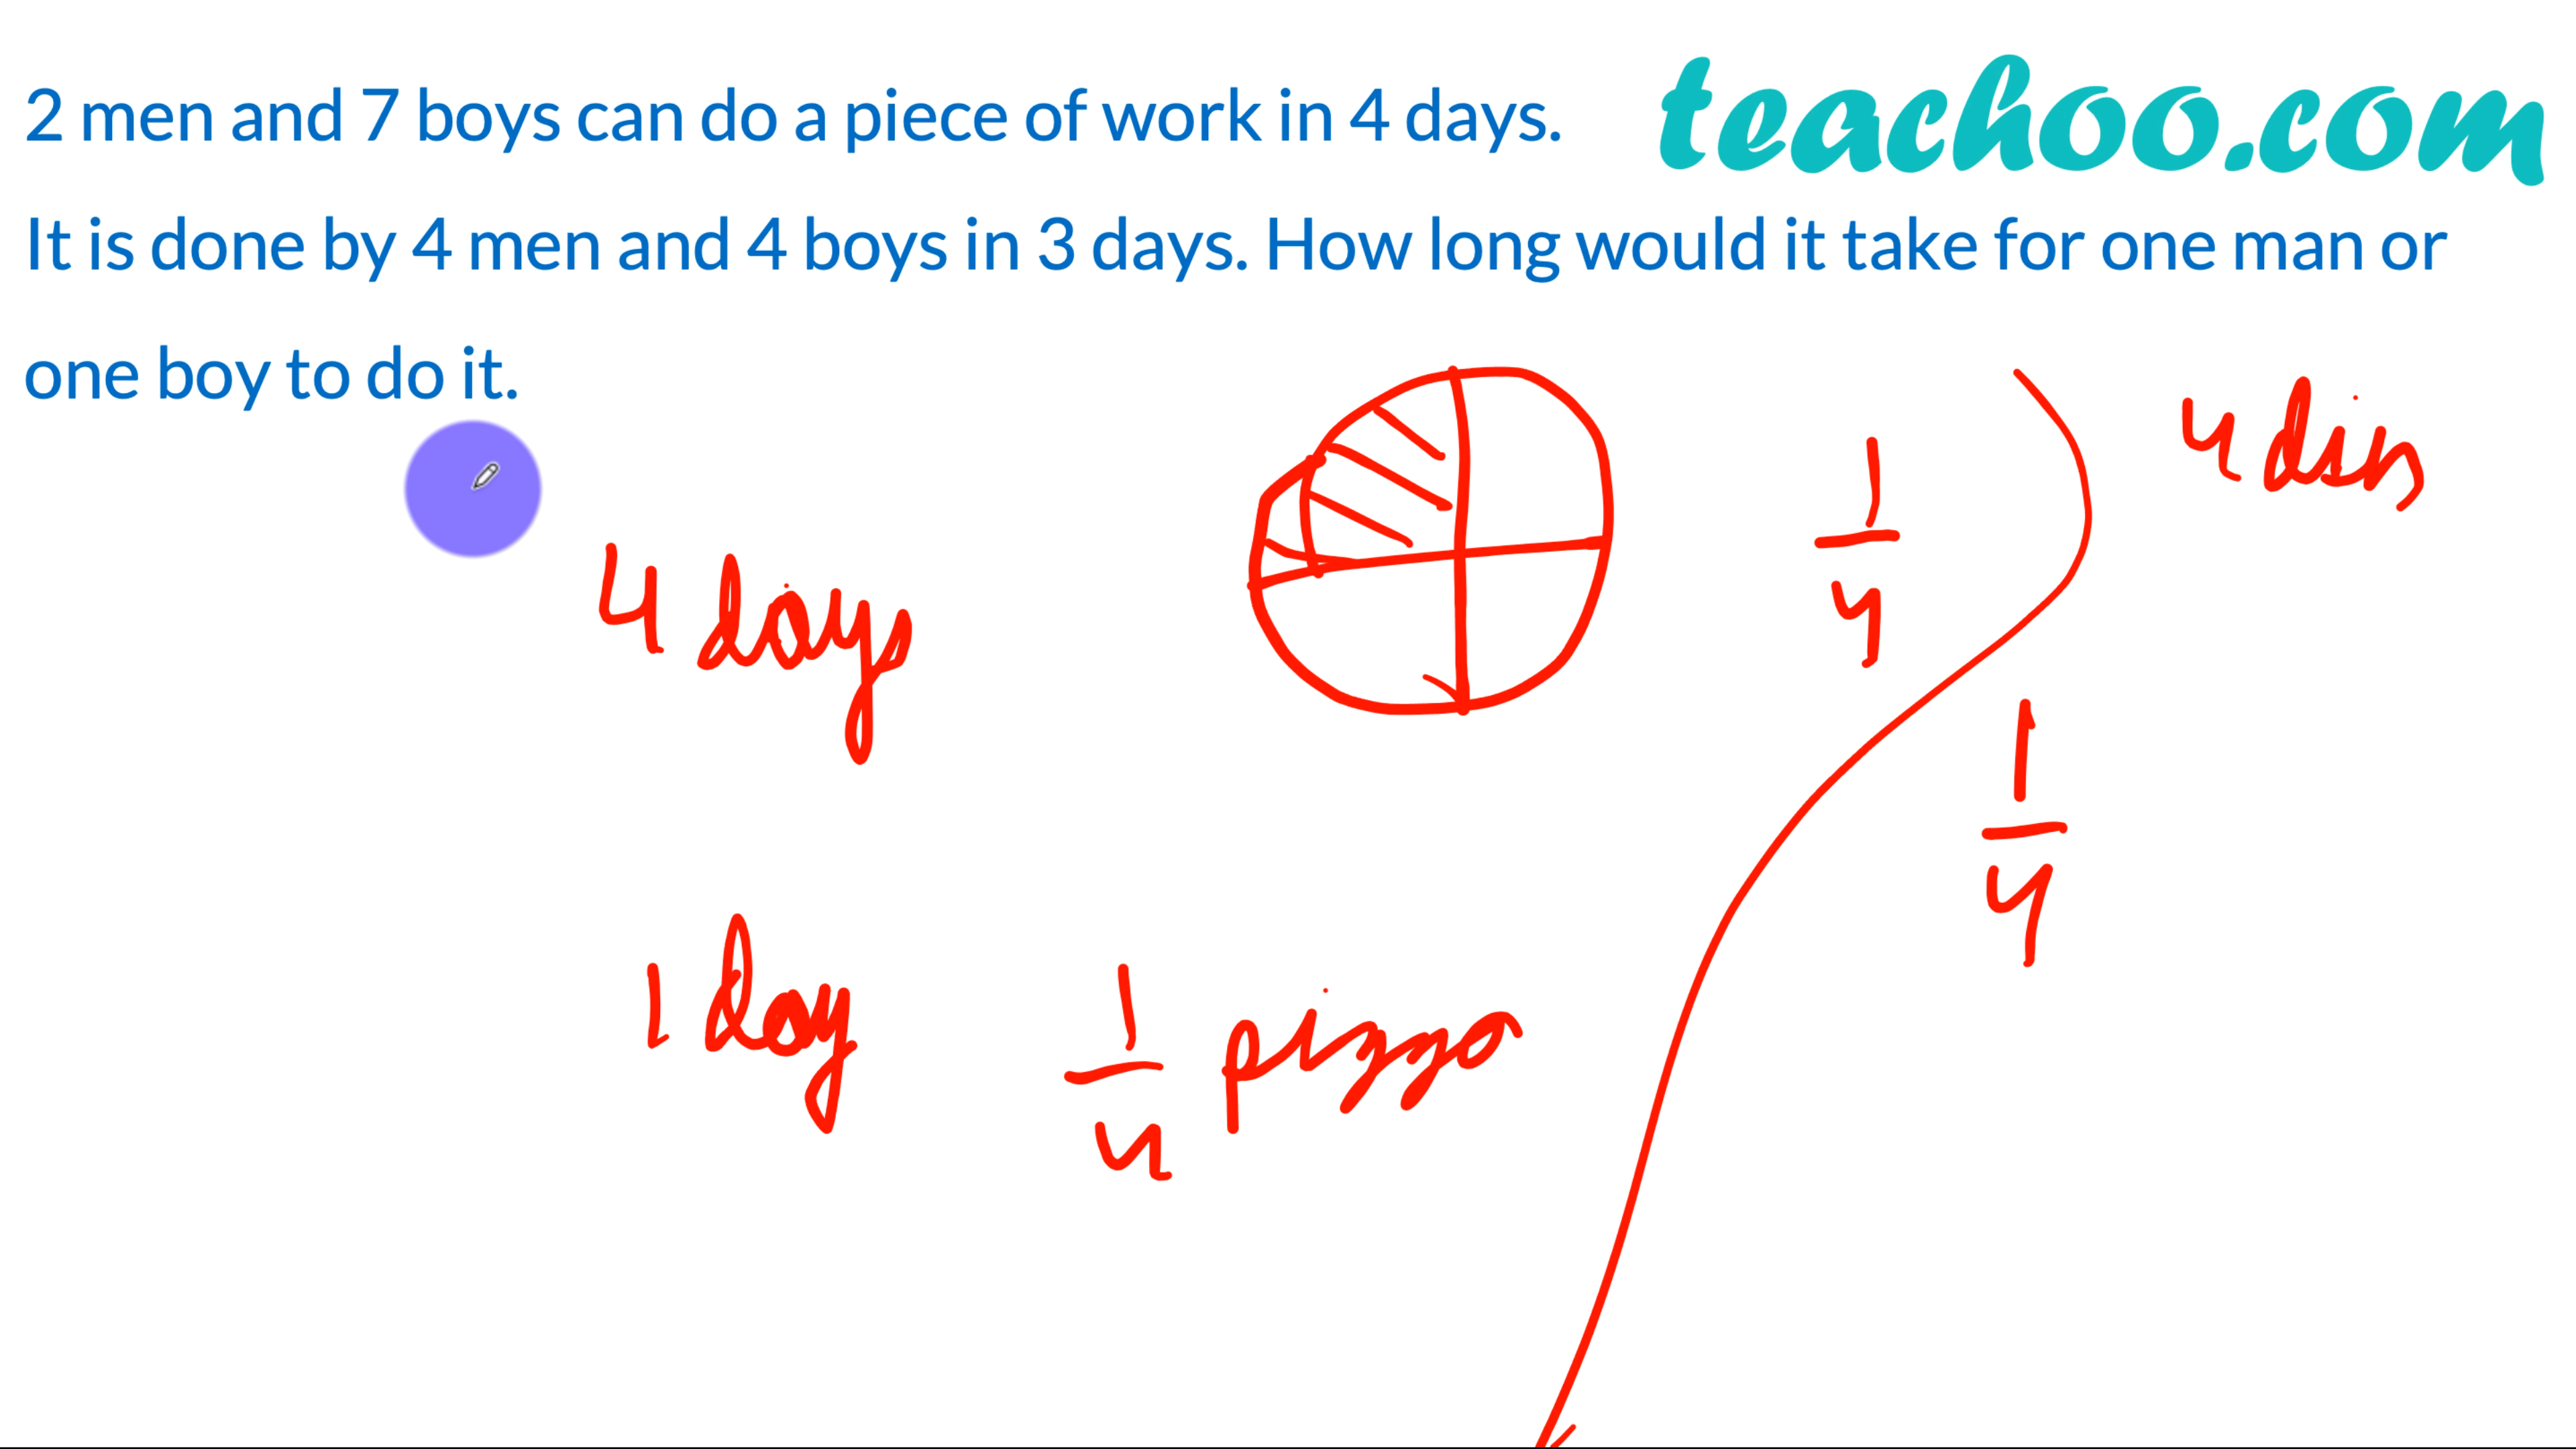 2 men and 7 boys can do a piece of work in 4 days.
teachoo.com
It is done by 4 men and 4 boys in 3 days. How long would it take for one man or
one boy to do it.
4 din
1/4
4 days
1/4
1 day 1/4 pizza